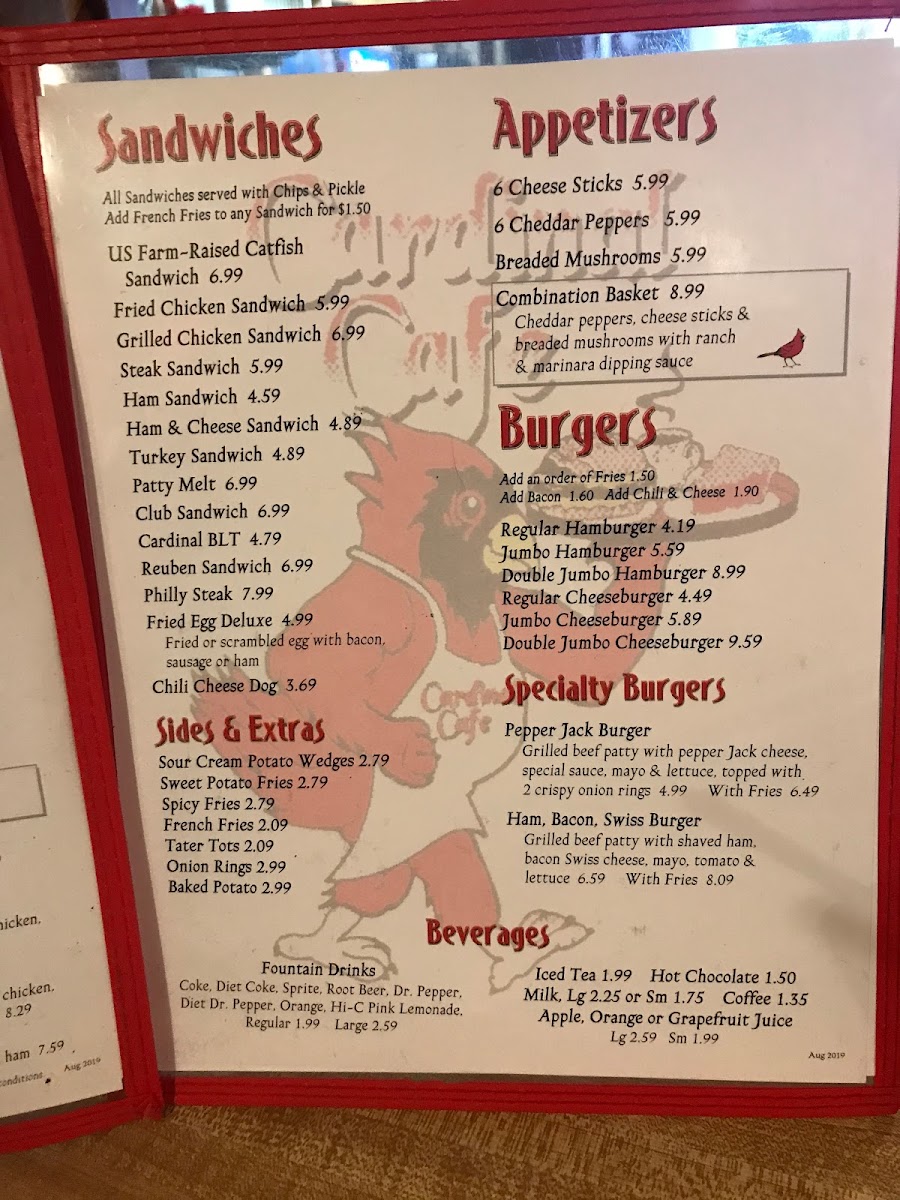 Sandwiches
All Sandwiches served with Chips & Pickle
Add French Fries to any Sandwich for $1.50
US Farm-Raised Catfish
Sandwich 6.99
Fried Chicken Sandwich 5.99
Grilled Chicken Sandwich 6.99
Steak Sandwich 5.99
Ham Sandwich 4.59
Ham & Cheese Sandwich 4.89
Turkey Sandwich 4.89
Patty Melt 6.99
Club Sandwich 6.99
Cardinal BLT 4.79
Reuben Sandwich 6.99
Philly Steak 7.99
Fried Egg Deluxe 4.99
Fried or scrambled egg with bacon,
sausage or ham
Chili Cheese Dog 3.69
Sides & Extras
Sour Cream Potato Wedges 2.79
Sweet Potato Fries 2.79
Spicy Fries 2.79
French Fries 2.09
Tater Tots 2.09
Onion Rings 2.99
Baked Potato 2.99
Appetizers
6 Cheese Sticks 5.99
6 Cheddar Peppers 5.99
Breaded Mushrooms 5.99
Combination Basket 8.99
Cheddar peppers, cheese sticks &
breaded mushrooms with ranch
& marinara dipping sauce
Burgers
Add an order of Fries 1.50
Add Bacon 1.60 Add Chili & Cheese 1.90
Regular Hamburger 4.19
Jumbo Hamburger 5.59
Double Jumbo Hamburger 8.99
Regular Cheeseburger 4.49
Jumbo Cheeseburger 5.89
Double Jumbo Cheeseburger 9.59
Specialty Burgers
Pepper Jack Burger
Grilled beef patty with pepper Jack cheese,
special sauce, mayo & lettuce, topped with
2 crispy onion rings 4.99 With Fries 6.49
Ham, Bacon, Swiss Burger
Grilled beef patty with shaved ham,
bacon Swiss cheese, mayo, tomato &
lettuce 6.59 With Fries 8.09
Beverages
Fountain Drinks
Coke, Diet Coke, Sprite, Root Beer, Dr. Pepper,
Diet Dr. Pepper, Orange, Hi-C Pink Lemonade,
Regular 1.99 Large 2.59
Iced Tea 1.99 Hot Chocolate 1.50
Milk, Lg 2.25 or Sm 1.75 Coffee 1.35
Apple, Orange or Grapefruit Juice
Lg 2.59 Sm 1.99
Aug 2019
Cardinal
Cafe
Cardinal
Cafe
chicken,
8.29
ham 7.59
Aug 2019